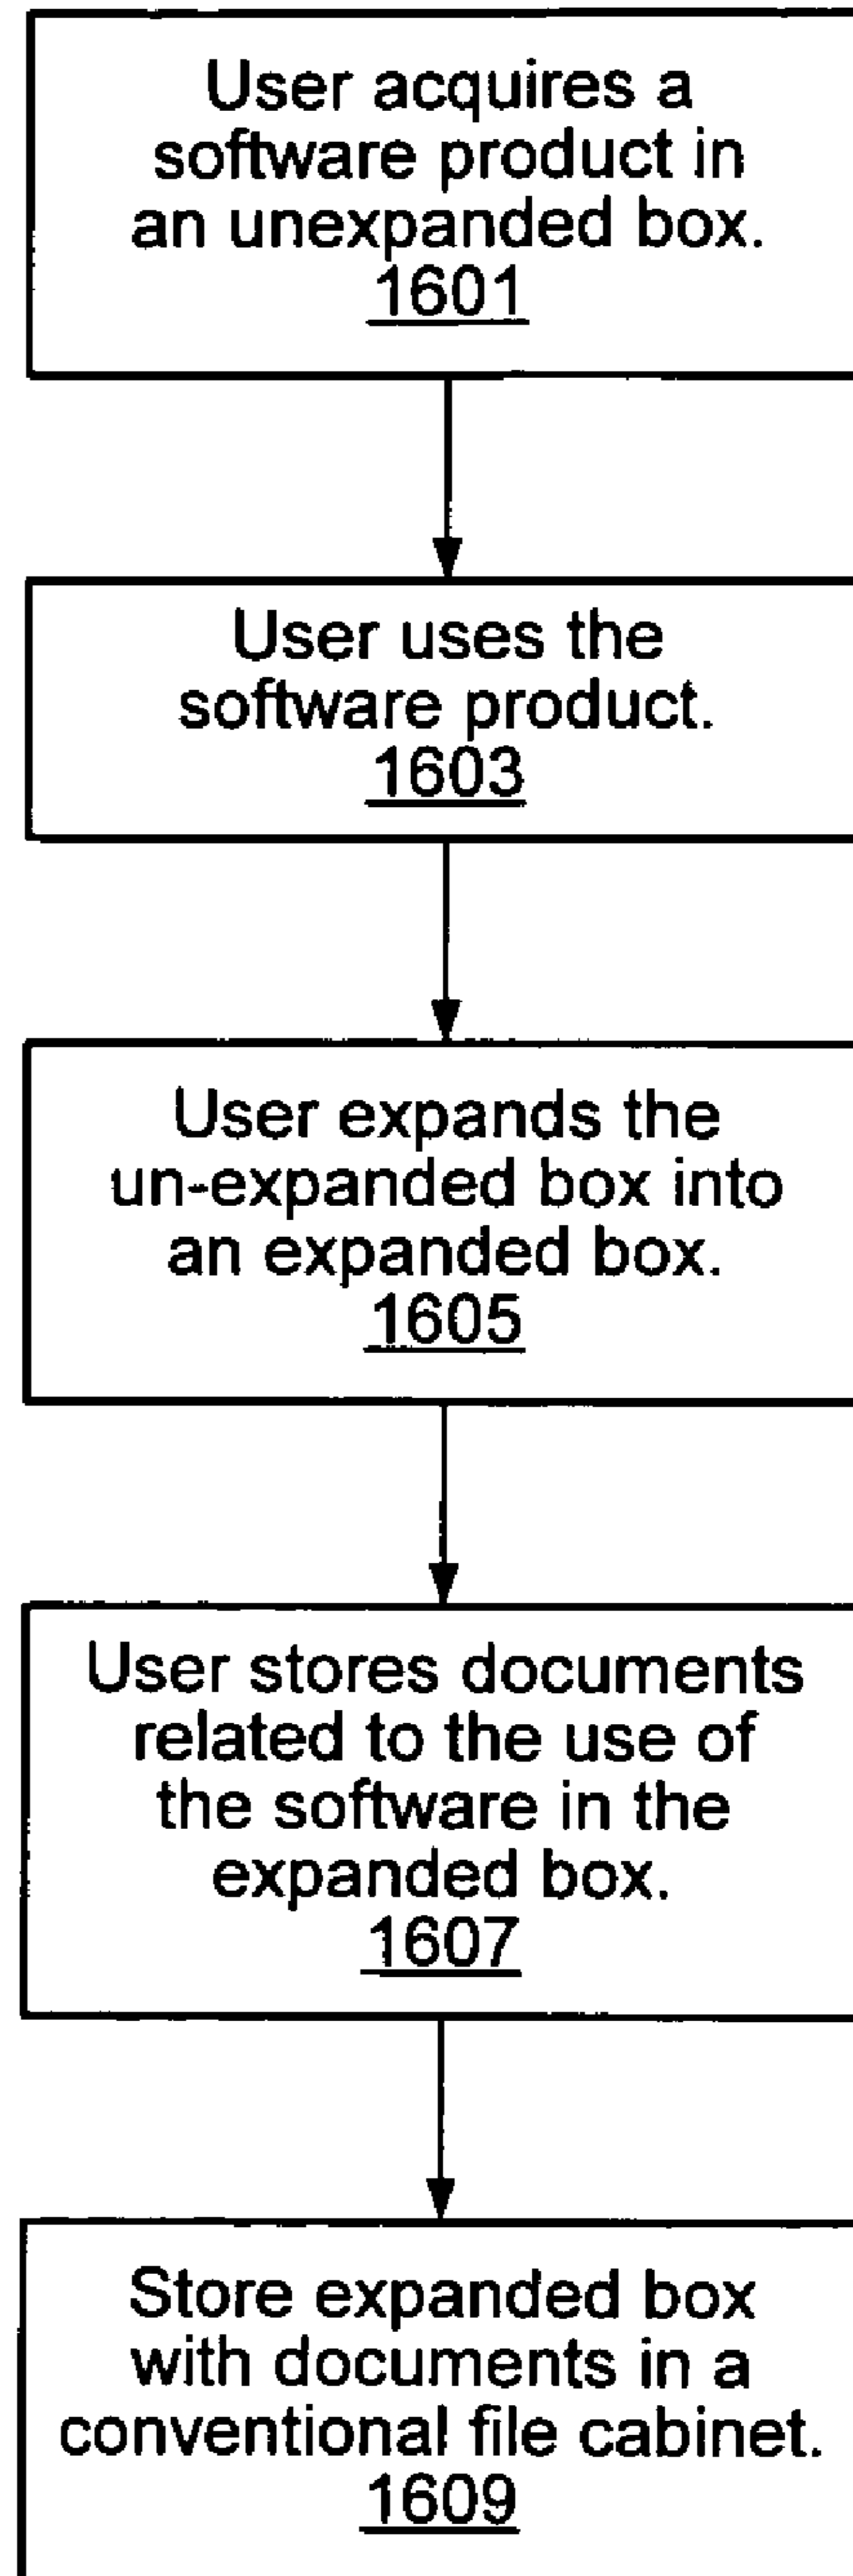 User acquires a
software product in
an unexpanded box.
1601
User uses the
software product.
1603
User expands the
un-expanded box into
an expanded box.
1605
User stores documents
related to the use of
the software in the
expanded box.
1607
Store expanded box
with documents in a
conventional file cabinet.
1609